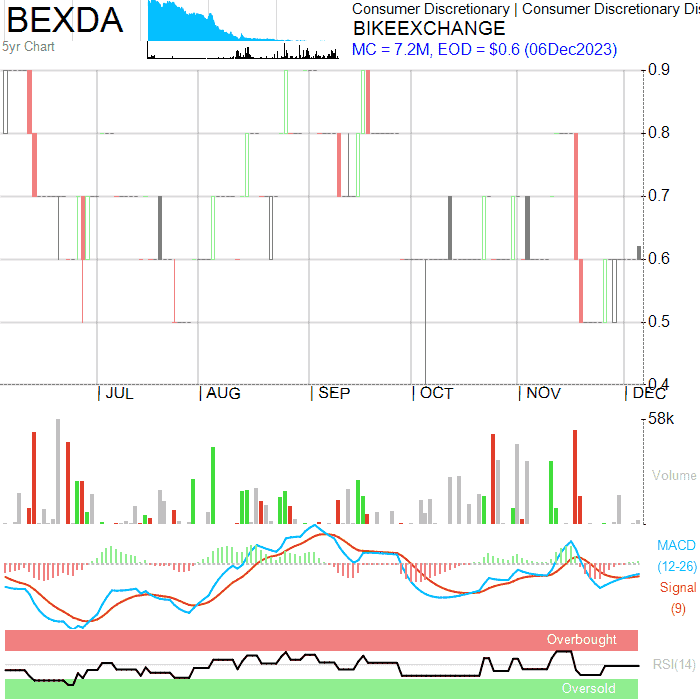 BEXDA
5yr Chart
Consumer Discretionary | Consumer Discretionary Dis
BIKEEXCHANGE
MC = 7.2M, EOD = $0.6 (06Dec2023)
0.9
0.8
0.7
0.6
0.5
0.4
| JUL | AUG | SEP | OCT | NOV | DEC
58k
Volume
MACD
(12-26)
Signal
(9)
Overbought
RSI(14)
Oversold